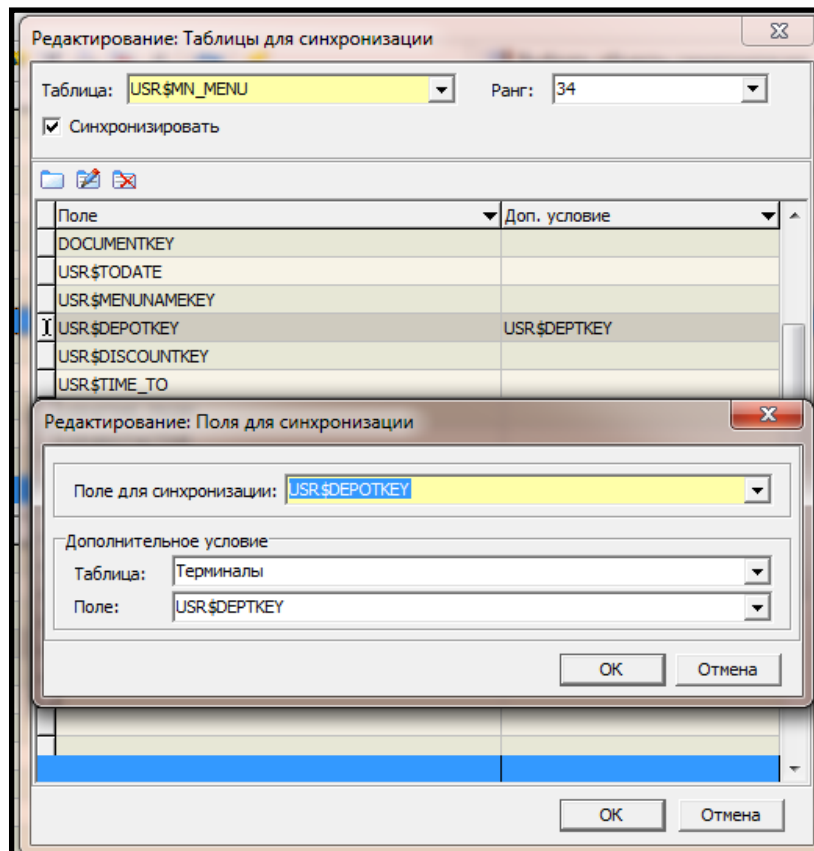 Редактирование: Таблицы для синхронизации
Таблица: USR$MN_MENU Ранг: 34
Синхронизировать
Поле Доп. условие
DOCUMENTKEY
USR$TODATE
USR$MENUNAMEKEY
USR$DEPOTKEY USR$DEPTKEY
USR$DISCOUNTKEY
USR$TIME_TO
Редактирование: Поля для синхронизации
Поле для синхронизации: USR$DEPOTKEY
Дополнительное условие
Таблица: Терминалы
Поле: USR$DEPTKEY
ОК Отмена
ОК Отмена